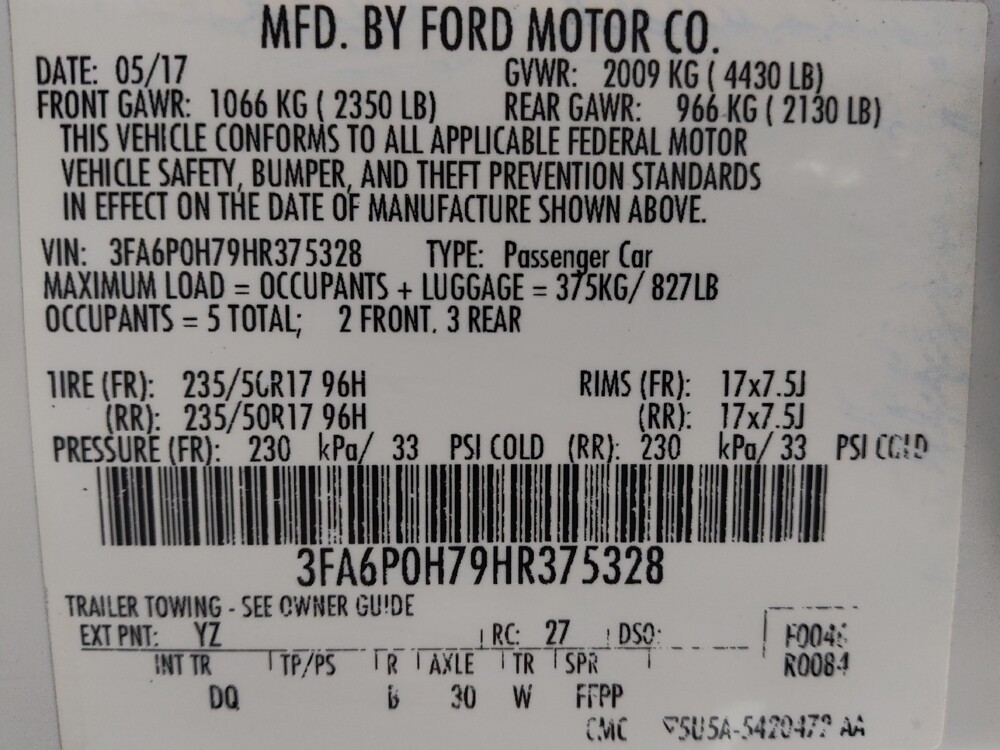 MFD. BY FORD MOTOR CO.
DATE: 05/17 GVWR: 2009 KG ( 4430 LB)
FRONT GAWR: 1066 KG ( 2350 LB) REAR GAWR: 966 KG ( 2130 LB)
THIS VEHICLE CONFORMS TO ALL APPLICABLE FEDERAL MOTOR
VEHICLE SAFETY, BUMPER, AND THEFT PREVENTION STANDARDS
IN EFFECT ON THE DATE OF MANUFACTURE SHOWN ABOVE.
VIN: 3FA6P0H79HR375328 TYPE: Passenger Car
MAXIMUM LOAD = OCCUPANTS + LUGGAGE = 375KG/ 827LB
OCCUPANTS = 5 TOTAL; 2 FRONT, 3 REAR
TIRE (FR): 235/50R17 96H RIMS (FR): 17x7.5J
(RR): 235/50R17 96H (RR): 17x7.5J
PRESSURE (FR): 230 kPa/ 33 PSI COLD (RR): 230 kPa/ 33 PSI COLD
3FA6P0H79HR375328
TRAILER TOWING - SEE OWNER GUIDE
EXT PNT: YZ RC: 27 DSO:
INT TR TP/PS R AXLE TR SPR R0084
DQ B 30 W FFPP
CMC